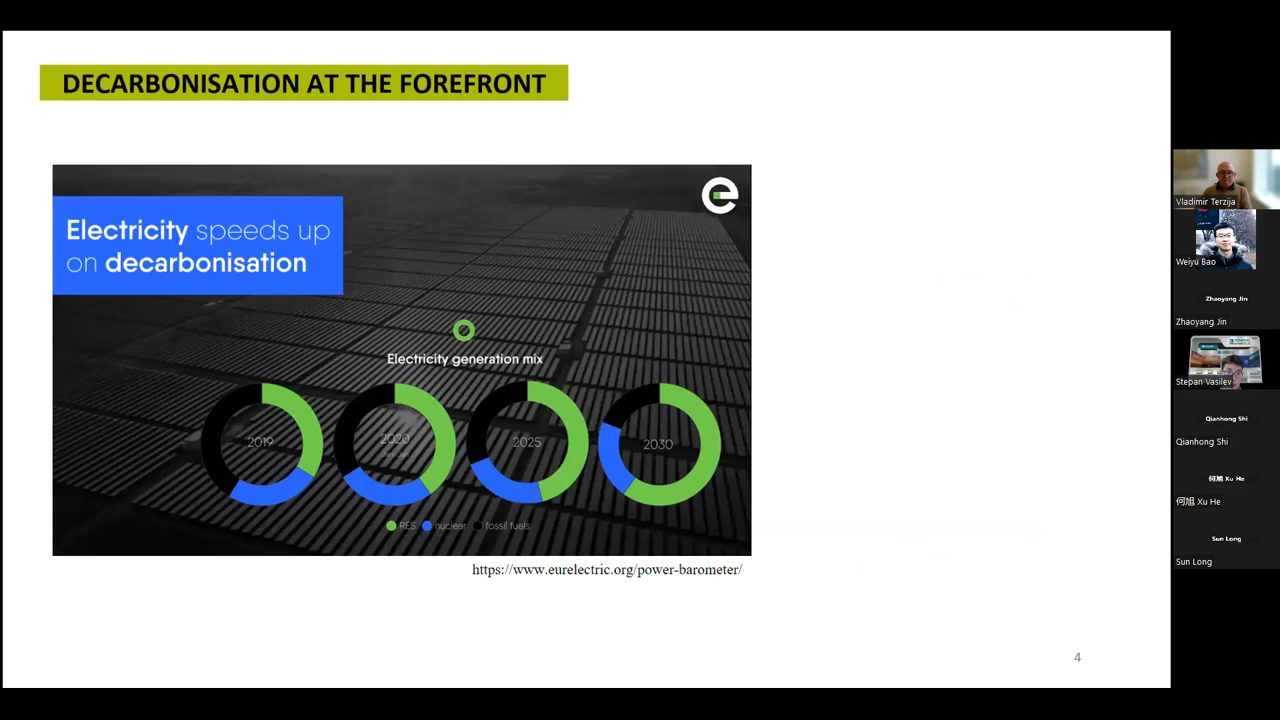 DECARBONISATION AT THE FOREFRONT
Electricity speeds up
on decarbonisation
Electricity generation mix
2019
2020
2025
2030
RES nuclear fossil fuels
https://www.eurelectric.org/power-barometer/
4
Vladimir Terzija
Weiyu Bao
Zhaoyang Jin
Zhaoyang Jin
Stepan Vasilev
Qianhong Shi
Qianhong Shi
何旭 Xu He
何旭 Xu He
Sun Long
Sun Long